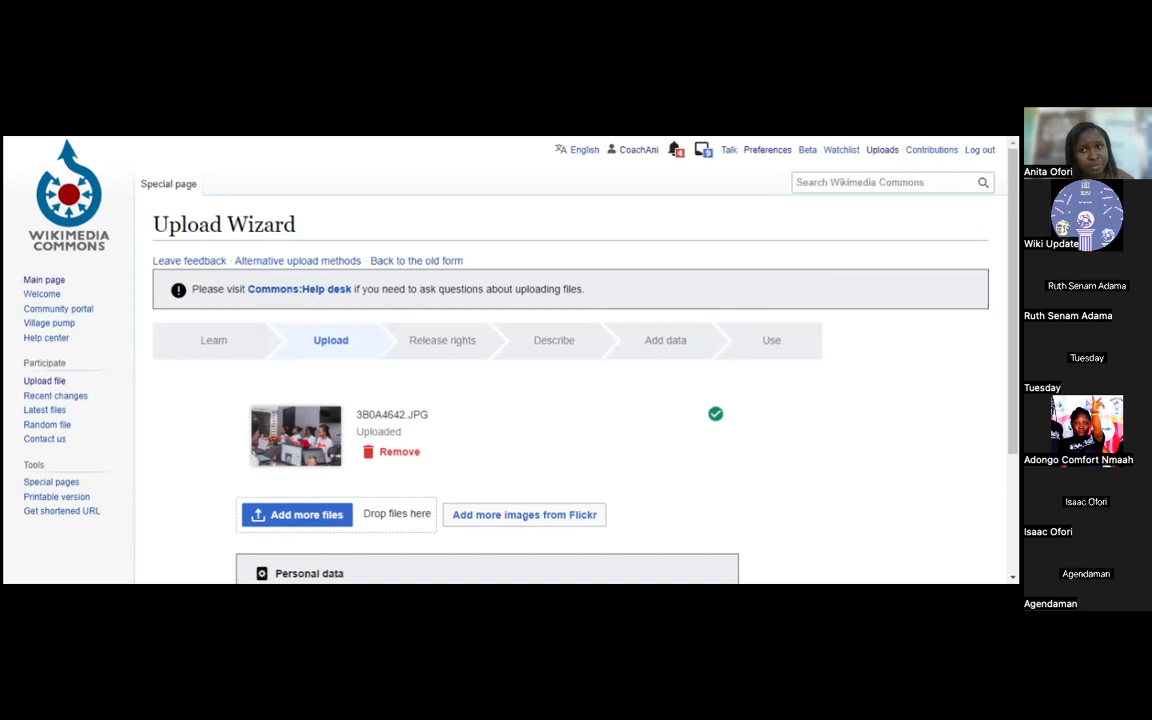 English
CoachAni
4
3
Talk
Preferences
Beta
Watchlist
Uploads
Contributions
Log out
WIKIMEDIA
COMMONS
Special page
Search Wikimedia Commons
Upload Wizard
Leave feedback · Alternative upload methods · Back to the old form
Please visit Commons:Help desk if you need to ask questions about uploading files.
Main page
Welcome
Community portal
Village pump
Help center
Participate
Upload file
Recent changes
Latest files
Random file
Contact us
Tools
Special pages
Printable version
Get shortened URL
Learn
Upload
Release rights
Describe
Add data
Use
3B0A4642.JPG
Uploaded
Remove
Add more files
Drop files here
Add more images from Flickr
Personal data
Anita Ofori
Wiki Update
Ruth Senam Adama
Ruth Senam Adama
Tuesday
Tuesday
Adongo Comfort Nmaah
Isaac Ofori
Isaac Ofori
Agendaman
Agendaman